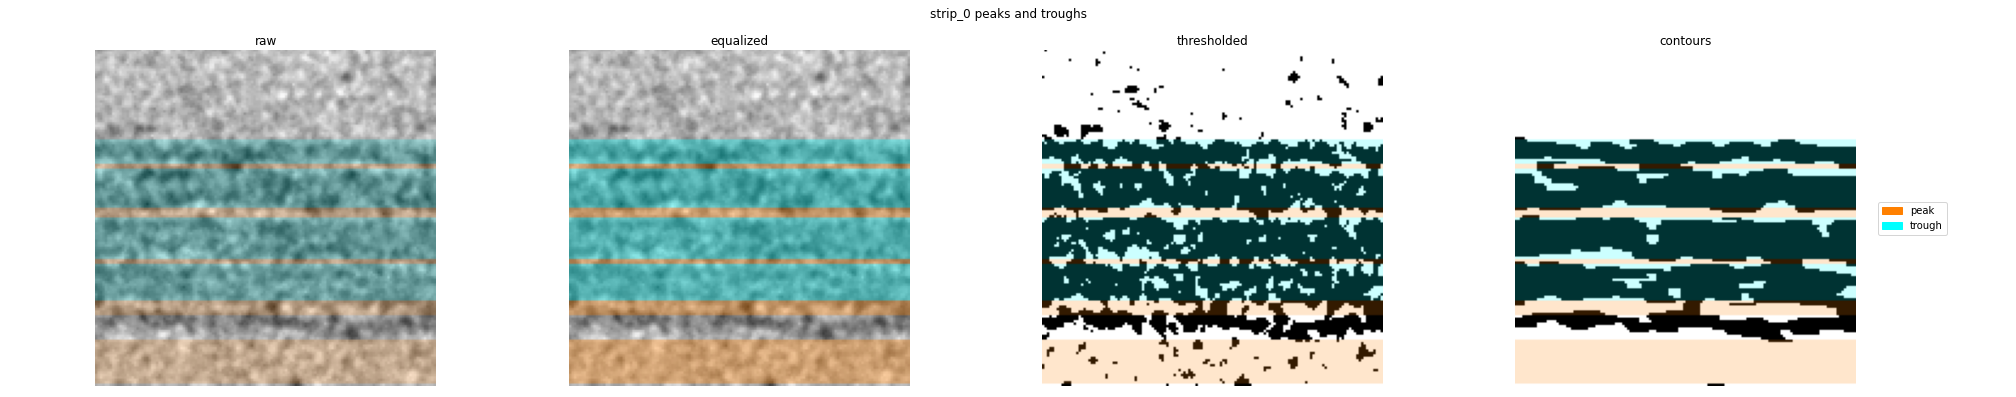 strip_0 peaks and troughs
raw
equalized
thresholded
contours
peak
trough